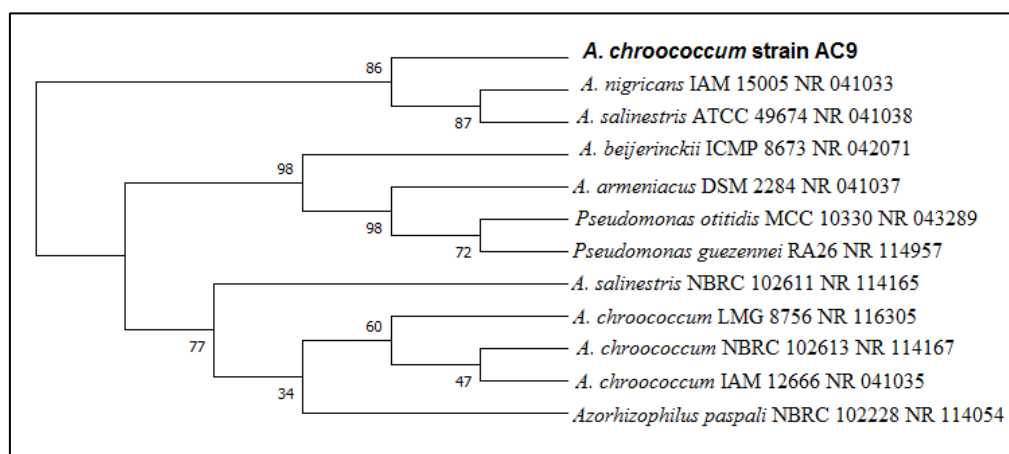 A. chroococcum strain AC9
86
A. nigricans IAM 15005 NR 041033
A. salinestris ATCC 49674 NR 041038
87
A. beijerinckii ICMP 8673 NR 042071
98
A. armeniacus DSM 2284 NR 041037
Pseudomonas otitidis MCC 10330 NR 043289
98
72
Pseudomonas guezennei RA26 NR 114957
A. salinestris NBRC 102611 NR 114165
A. chroococcum LMG 8756 NR 116305
60
77
A. chroococcum NBRC 102613 NR 114167
A. chroococcum IAM 12666 NR 041035
47
34
Azorhizophilus paspali NBRC 102228 NR 114054